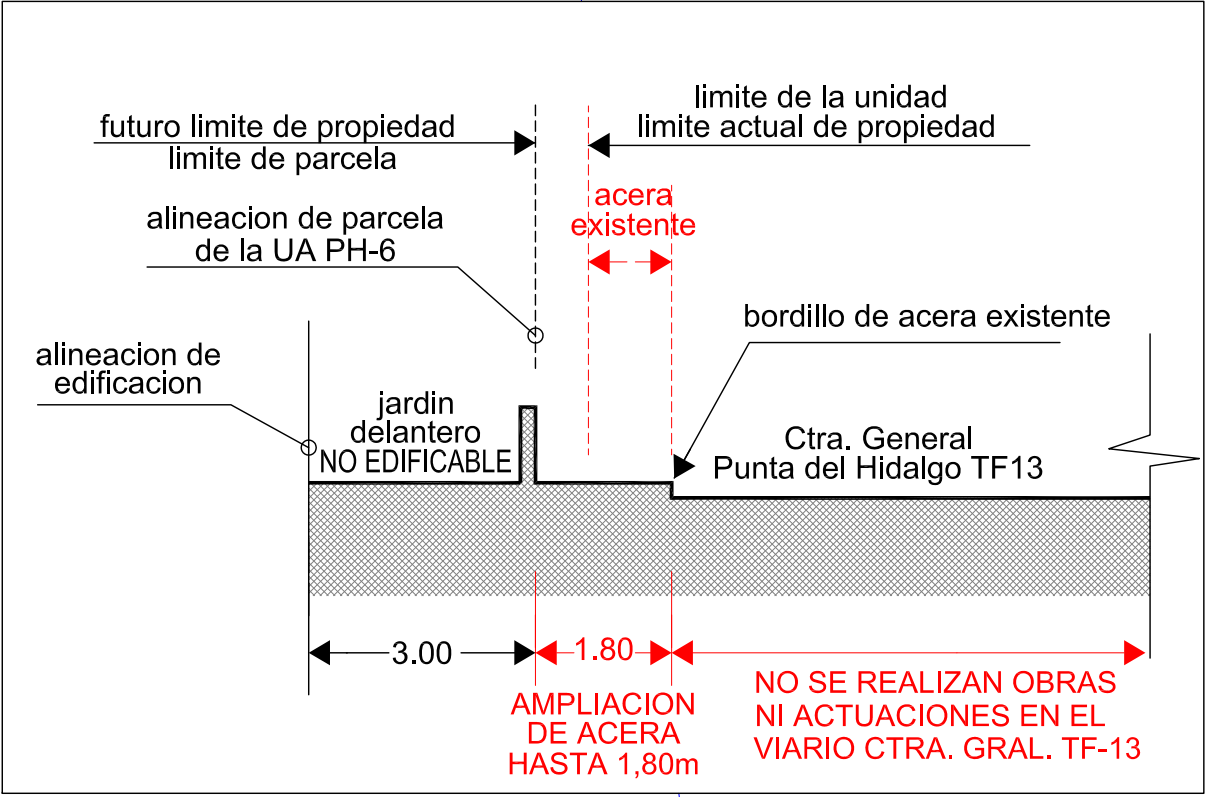 futuro limite de propiedad
limite de parcela
limite de la unidad
limite actual de propiedad
acera
existente
alineacion de parcela
de la UA PH-6
bordillo de acera existente
alineacion de
edificacion
jardin
delantero
NO EDIFICABLE
Ctra. General
Punta del Hidalgo TF13
3.00
1.80
AMPLIACION
DE ACERA
HASTA 1,80m
NO SE REALIZAN OBRAS
NI ACTUACIONES EN EL
VIARIO CTRA. GRAL. TF-13